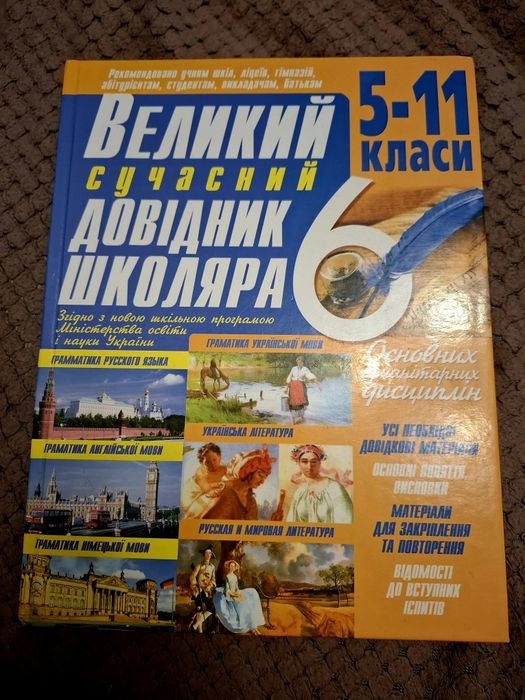 Рекомендовано учням шкіл, ліцеїв, гімназій,
абітурієнтам, студентам, викладачам, батькам
5-11
КЛАСИ
ВЕЛИКИЙ
СУЧАСНИЙ
ДОВІДНИК
ШКОЛЯРА
6
Згідно з новою шкільною програмою
Міністерства освіти
і науки України
Основних
гуманітарних
дисциплін
ГРАММАТИКА РУССКОГО ЯЗЫКА
ГРАМАТИКА УКРАЇНСЬКОЇ МОВИ
ГРАМАТИКА АНГЛІЙСЬКОЇ МОВИ
УКРАЇНСЬКА ЛІТЕРАТУРА
ГРАМАТИКА НІМЕЦЬКОЇ МОВИ
РУССКАЯ И МИРОВАЯ ЛИТЕРАТУРА
УСІ НЕОБХІДНІ
ДОВІДКОВІ МАТЕРІАЛИ
ОСНОВНІ ПОНЯТТЯ,
ВИСНОВКИ
МАТЕРІАЛИ
ДЛЯ ЗАКРІПЛЕННЯ
ТА ПОВТОРЕННЯ
ВІДОМОСТІ
ДО ВСТУПНИХ
ІСПИТІВ